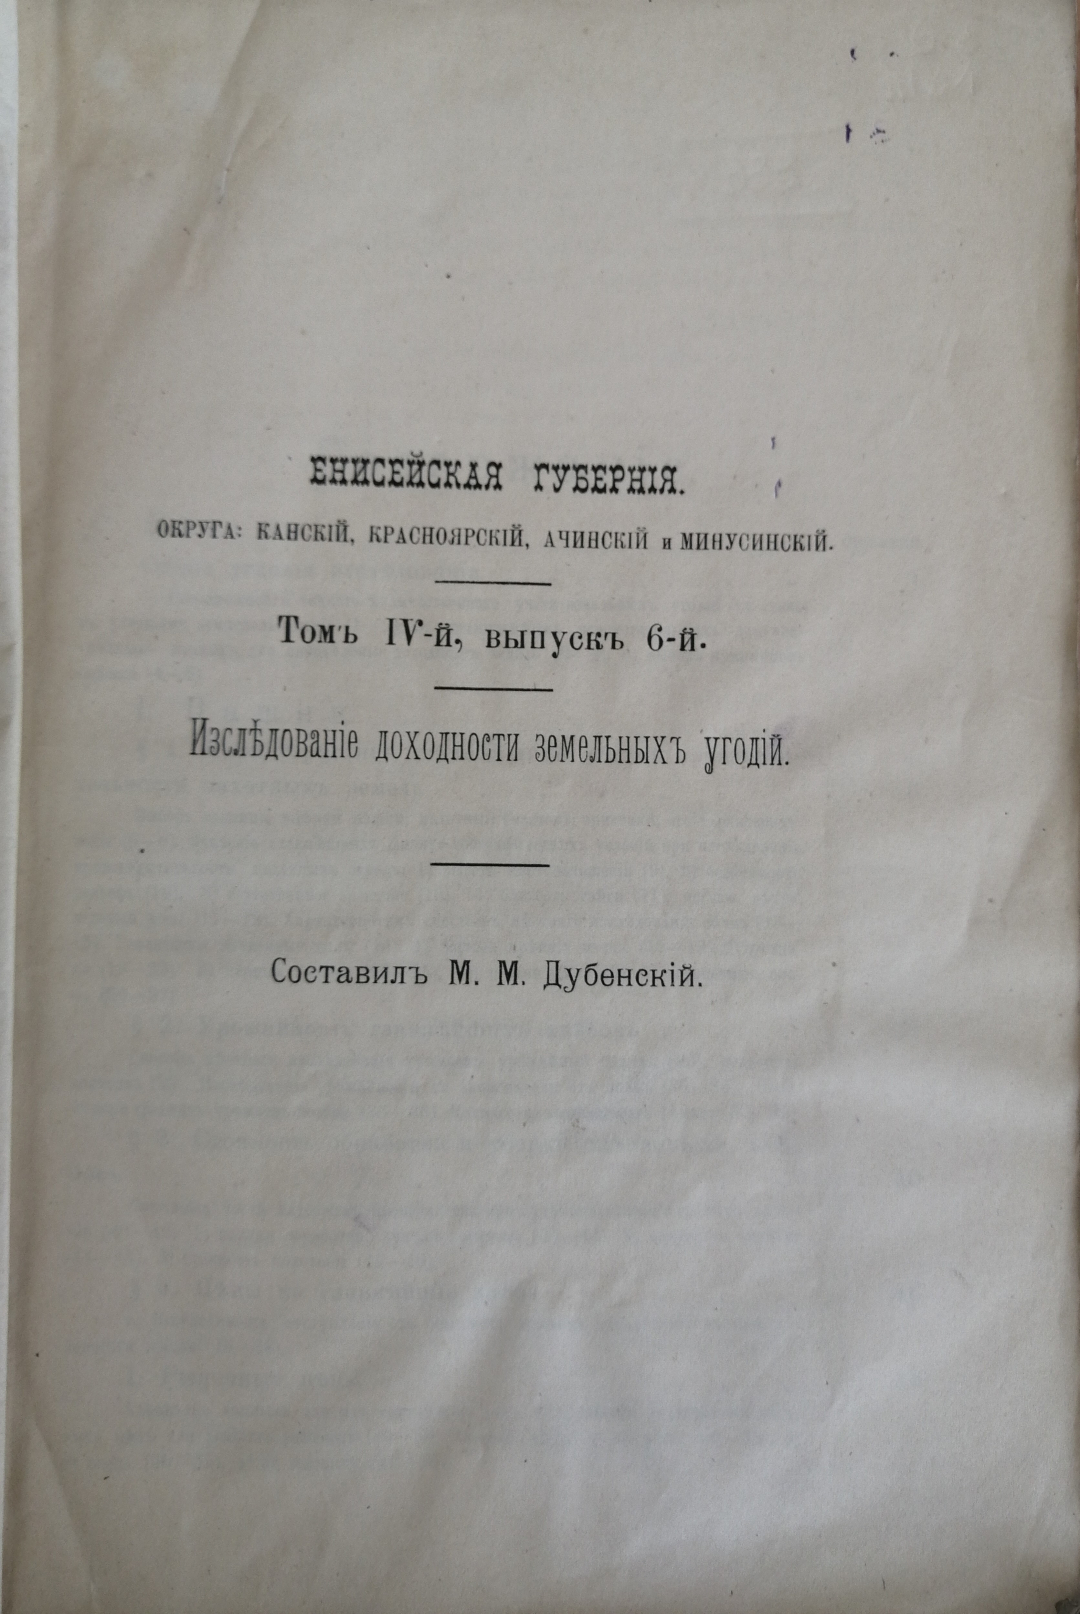 ЕНИСЕЙСКАЯ ГУБЕРНІЯ.
ОКРУГА: КАНСКІЙ, КРАСНОЯРСКІЙ, АЧИНСКІЙ и МИНУСИНСКІЙ.
Томъ IV-й, выпускъ 6-й.
Изслѣдованіе доходности земельныхъ угодій.
Составилъ М. М. Дубенскій.